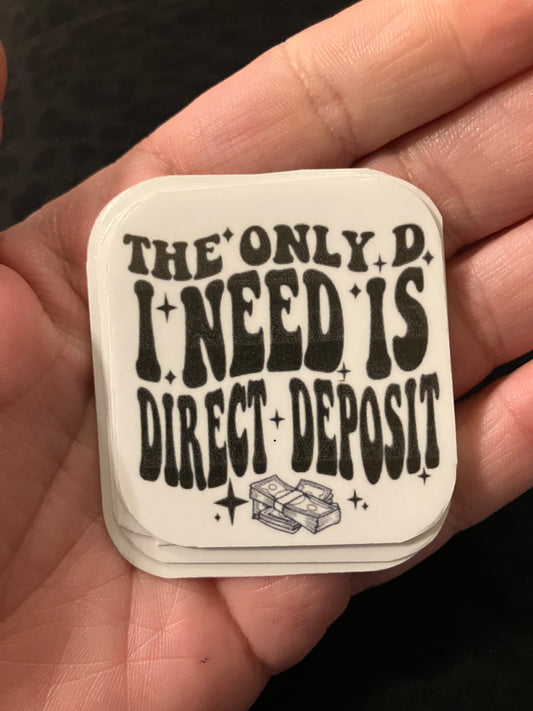 THE ONLY D
I NEED IS
DIRECT DEPOSIT